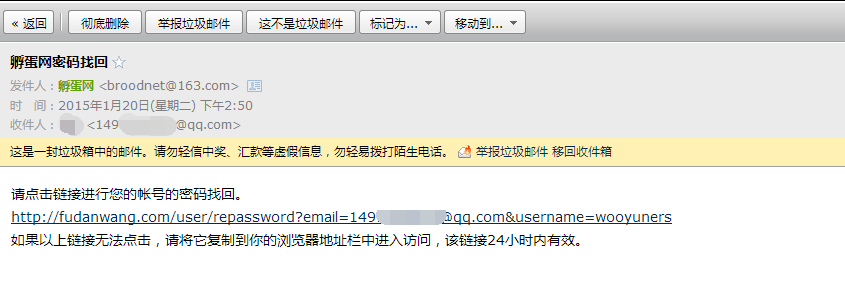 « 返回 彻底删除 举报垃圾邮件 这不是垃圾邮件 标记为... 移动到...
孵蛋网密码找回
发件人：孵蛋网 <broodnet@163.com>
时　间：2015年1月20日(星期二) 下午2:50
收件人： <149 @qq.com>
这是一封垃圾箱中的邮件。请勿轻信中奖、汇款等虚假信息，勿轻易拨打陌生电话。 举报垃圾邮件 移回收件箱
请点击链接进行您的帐号的密码找回。
http://fudanwang.com/user/repassword?email=149 @qq.com&username=wooyuners
如果以上链接无法点击，请将它复制到你的浏览器地址栏中进入访问，该链接24小时内有效。